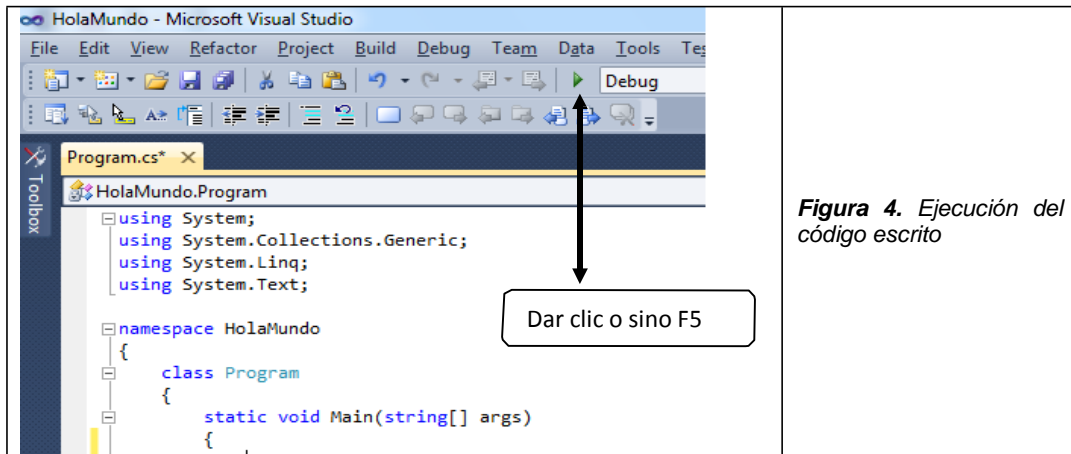 HolaMundo - Microsoft Visual Studio
File Edit View Refactor Project Build Debug Team Data Tools Tes
Debug
Toolbox
Program.cs*
HolaMundo.Program
using System;
using System.Collections.Generic;
using System.Linq;
using System.Text;
Dar clic o sino F5
namespace HolaMundo
{
class Program
{
static void Main(string[] args)
{
Figura 4. Ejecución del
código escrito